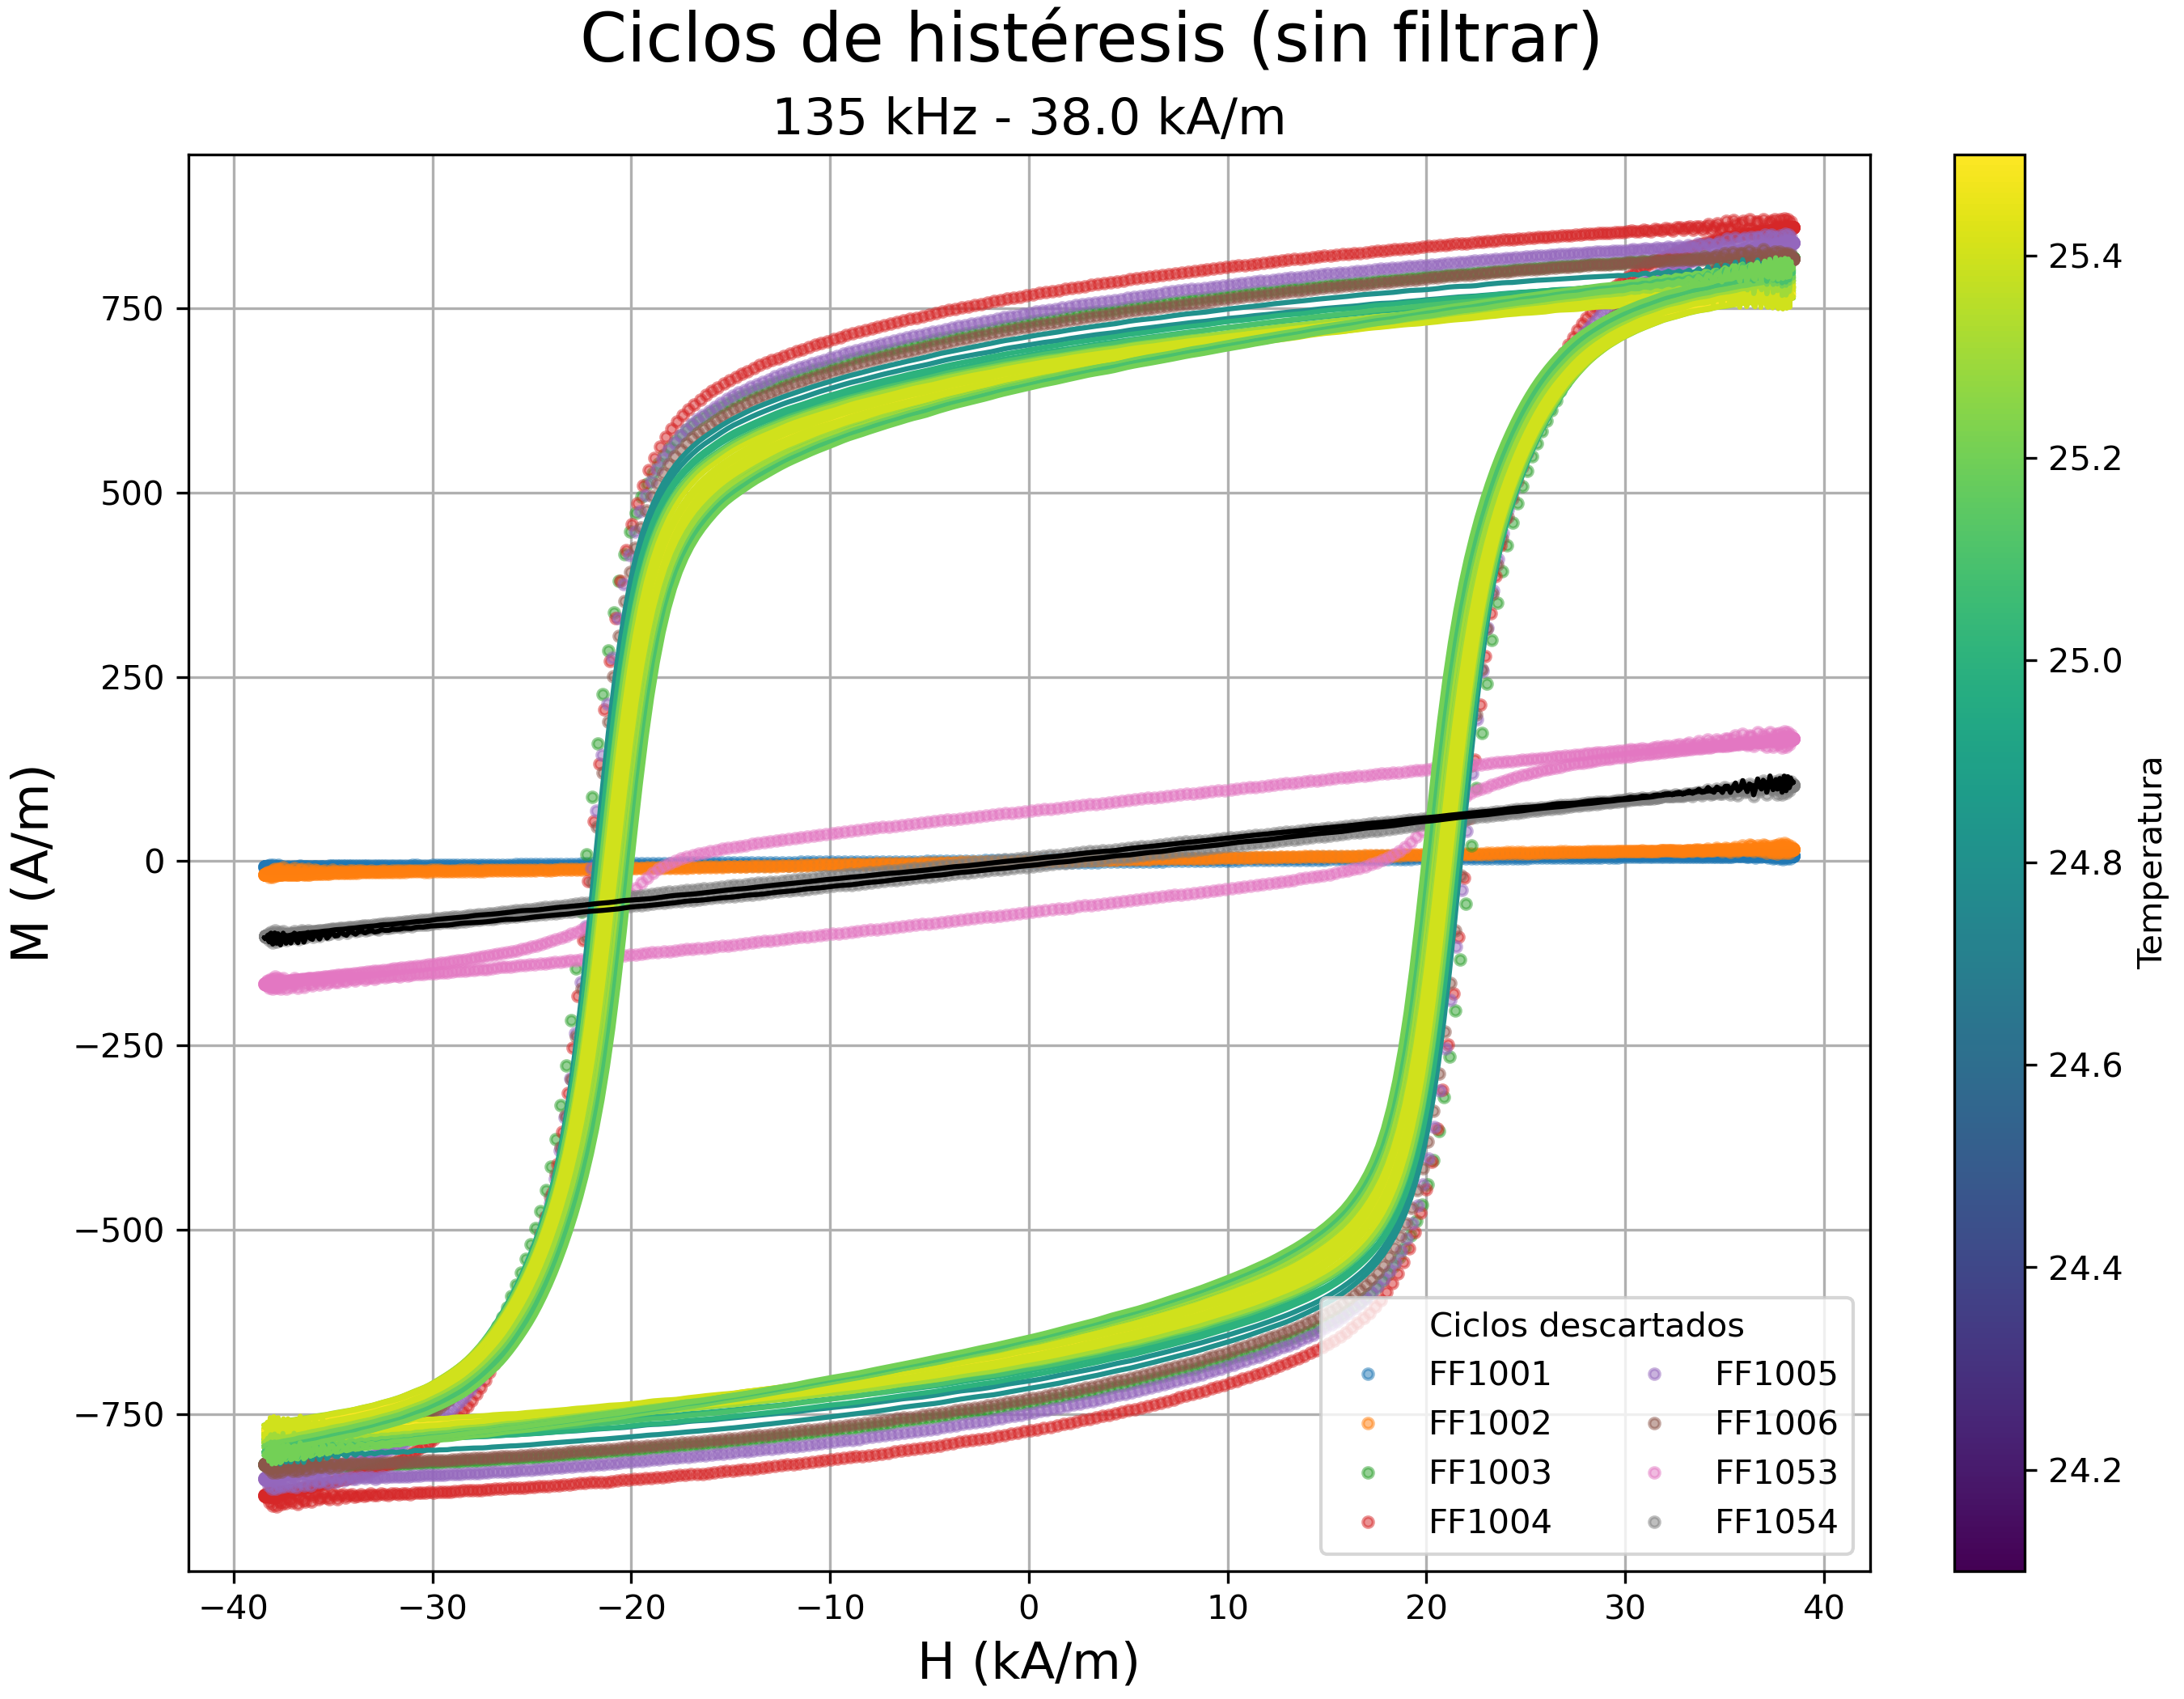 Ciclos de histéresis (sin filtrar)
135 kHz - 38.0 kA/m
M (A/m)
750
500
250
0
−250
−500
−750
−40
−30
−20
−10
0
10
20
30
40
H (kA/m)
Ciclos descartados
FF1001
FF1002
FF1003
FF1004
FF1005
FF1006
FF1053
FF1054
25.4
25.2
25.0
24.8
24.6
24.4
24.2
Temperatura